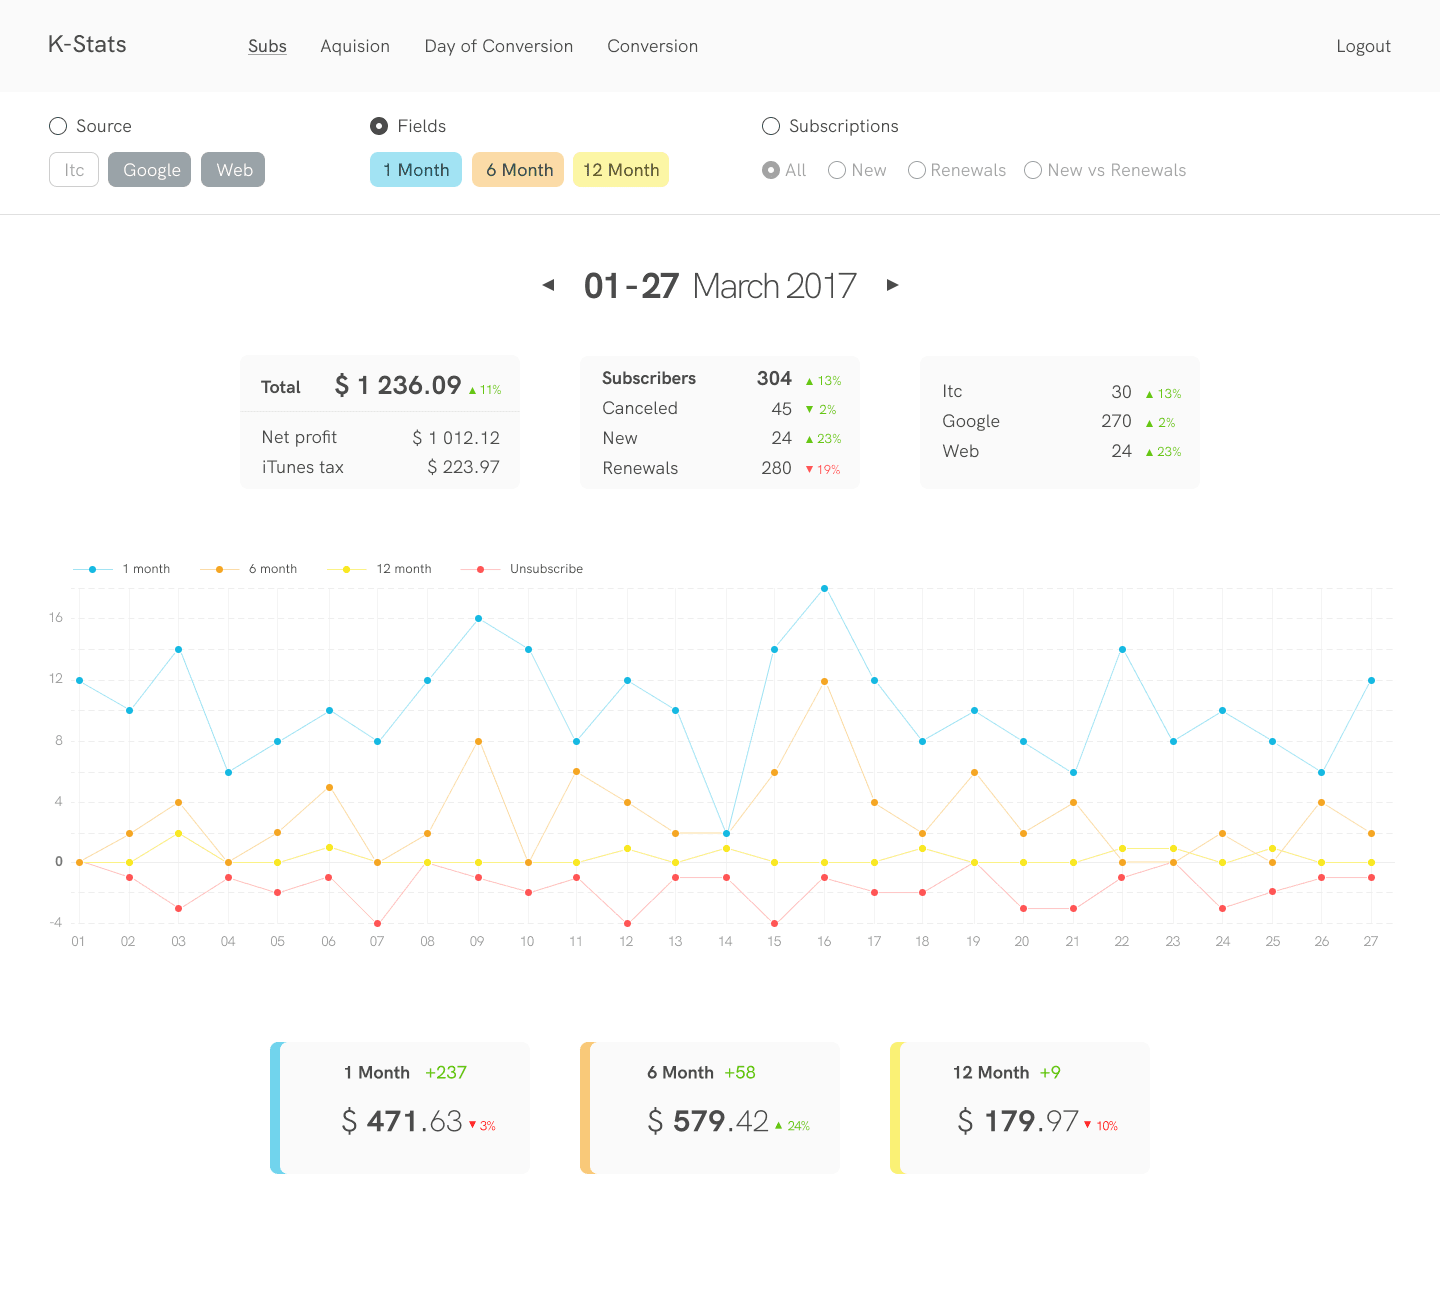 K-Stats Subs Aquision Day of Conversion Conversion Logout
Source Fields Subscriptions
Itc Google Web 1 Month 6 Month 12 Month All New Renewals New vs Renewals
01-27 March 2017
Total $ 1 236.09 ▲ 11%
Net profit $ 1 012.12
iTunes tax $ 223.97
Subscribers 304 ▲ 13%
Canceled 45 ▼ 2%
New 24 ▲ 23%
Renewals 280 ▼ 19%
Itc 30 ▲ 13%
Google 270 ▲ 2%
Web 24 ▲ 23%
1 month 6 month 12 month Unsubscribe
16
12
8
4
0
-4
01 02 03 04 05 06 07 08 09 10 11 12 13 14 15 16 17 18 19 20 21 22 23 24 25 26 27
1 Month +237
$ 471.63 ▼ 3%
6 Month +58
$ 579.42 ▲ 24%
12 Month +9
$ 179.97 ▼ 10%